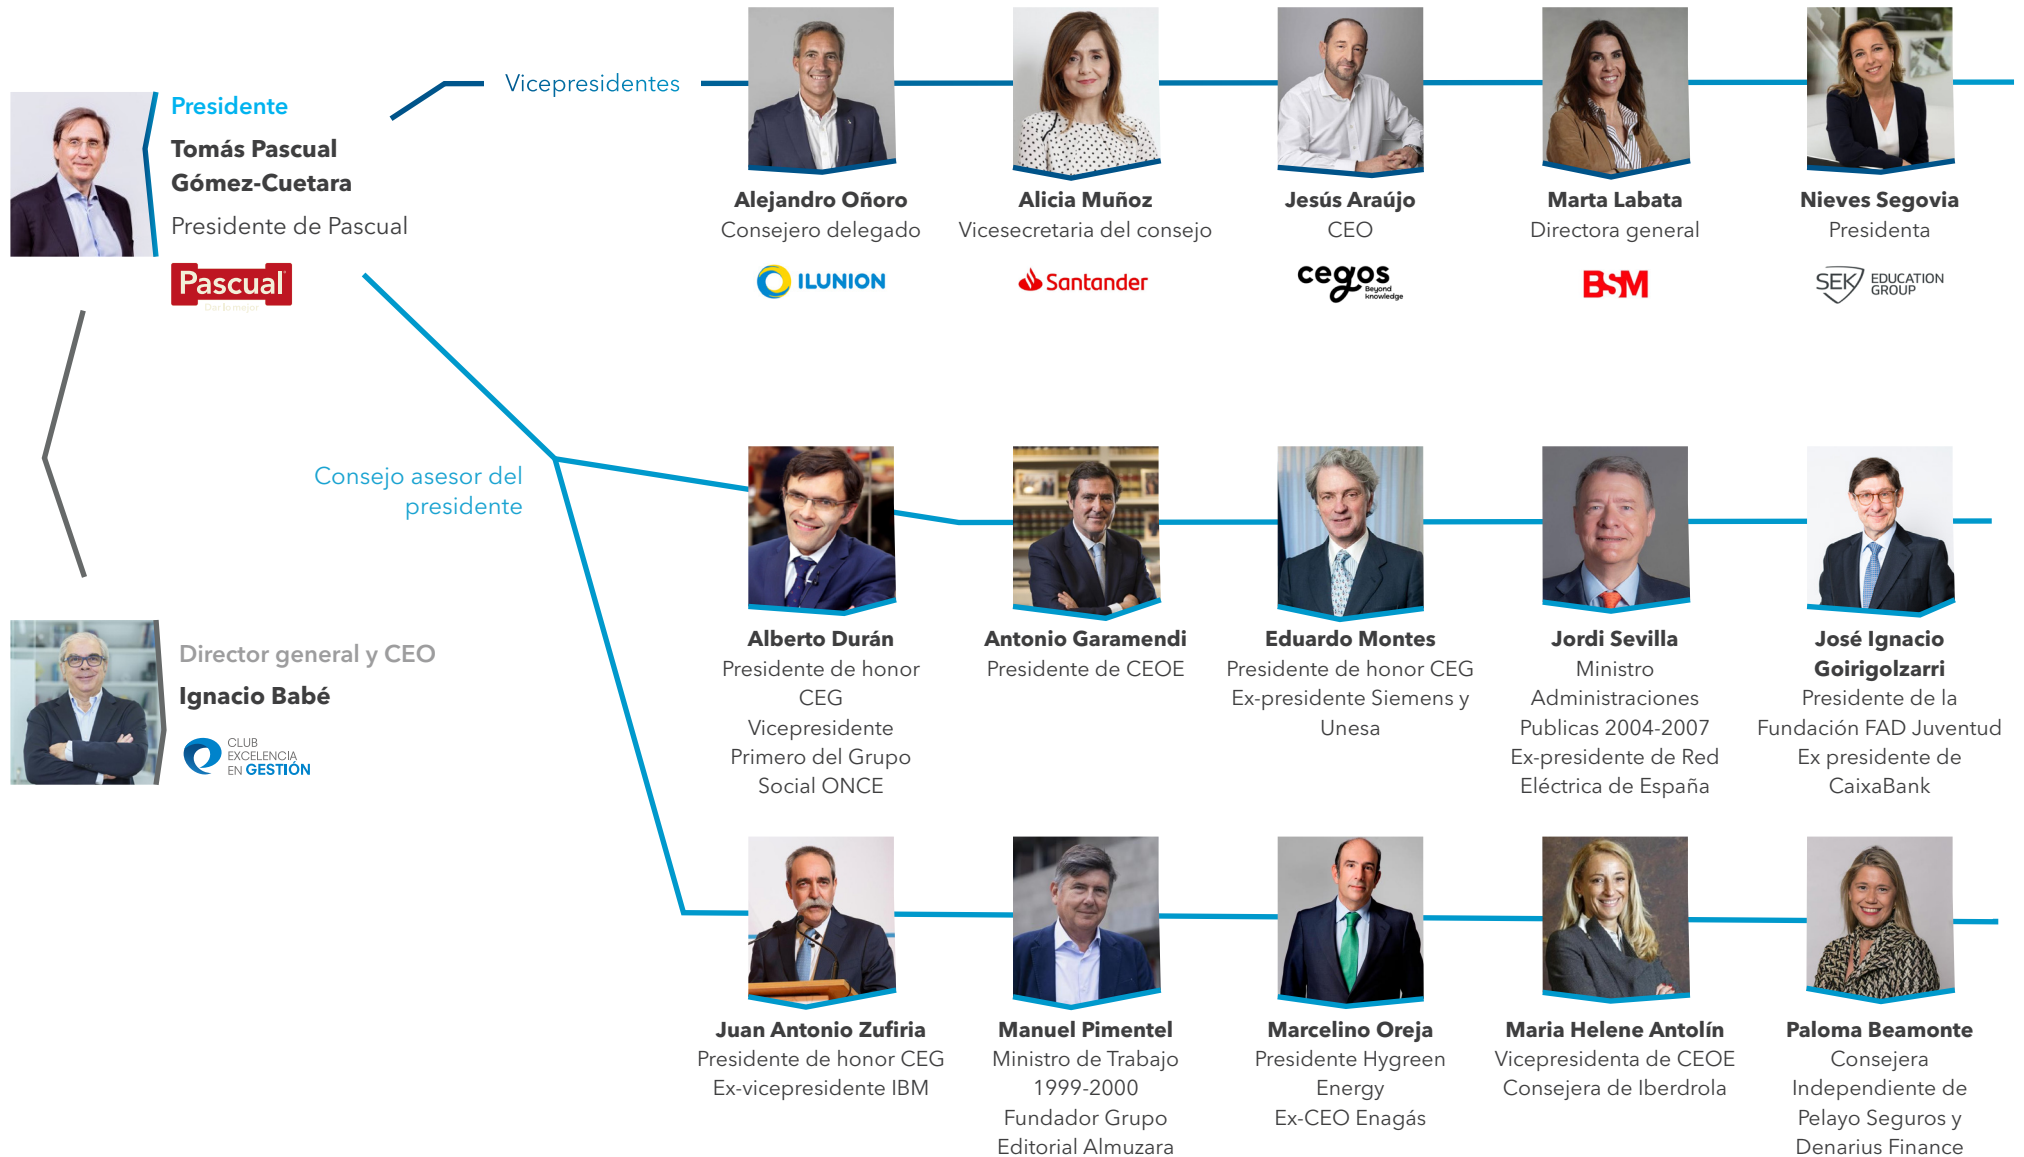 Vicepresidentes
Presidente
Tomás Pascual
Gómez-Cuetara
Presidente de Pascual
Pascual
Dar lo mejor
Alejandro Oñoro
Consejero delegado
ILUNION
Alicia Muñoz
Vicesecretaria del consejo
Santander
Jesús Araújo
CEO
cegos
Beyond
knowledge
Marta Labata
Directora general
BSM
Nieves Segovia
Presidenta
SEK EDUCATION
GROUP
Consejo asesor del
presidente
Alberto Durán
Presidente de honor
CEG
Vicepresidente
Primero del Grupo
Social ONCE
Antonio Garamendi
Presidente de CEOE
Eduardo Montes
Presidente de honor CEG
Ex-presidente Siemens y
Unesa
Jordi Sevilla
Ministro
Administraciones
Publicas 2004-2007
Ex-presidente de Red
Eléctrica de España
José Ignacio
Goirigolzarri
Presidente de la
Fundación FAD Juventud
Ex presidente de
CaixaBank
Director general y CEO
Ignacio Babé
CLUB
EXCELENCIA
EN GESTIÓN
Juan Antonio Zufiria
Presidente de honor CEG
Ex-vicepresidente IBM
Manuel Pimentel
Ministro de Trabajo
1999-2000
Fundador Grupo
Editorial Almuzara
Marcelino Oreja
Presidente Hygreen
Energy
Ex-CEO Enagás
Maria Helene Antolín
Vicepresidenta de CEOE
Consejera de Iberdrola
Paloma Beamonte
Consejera
Independiente de
Pelayo Seguros y
Denarius Finance